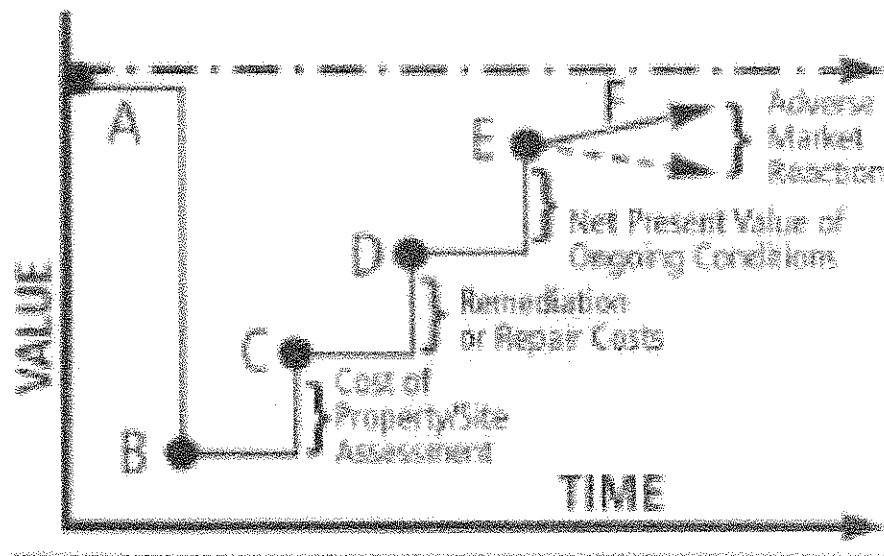 A
F
Adverse
Market
Reaction
E
Net Present Value of
Ongoing Conditions
D
Remediation
or Repair Costs
C
Cost of
Property/Site
Assessment
B
VALUE
TIME